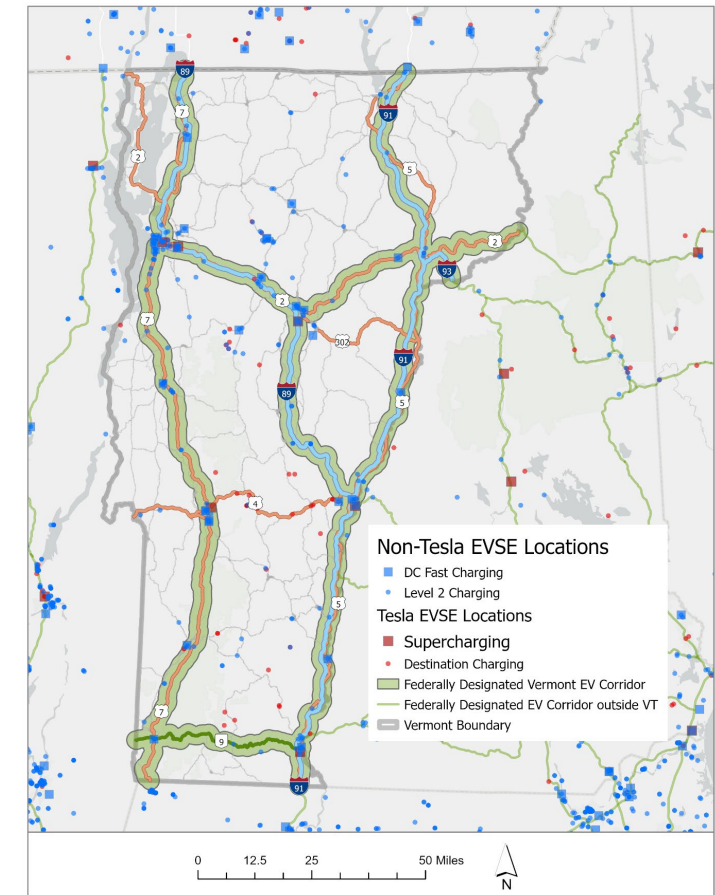 89
91
7
2
5
2
93
2
7
302
91
89
5
4
5
7
9
91
Non-Tesla EVSE Locations
DC Fast Charging
Level 2 Charging
Tesla EVSE Locations
Supercharging
Destination Charging
Federally Designated Vermont EV Corridor
Federally Designated EV Corridor outside VT
Vermont Boundary
0 12.5 25 50 Miles
N